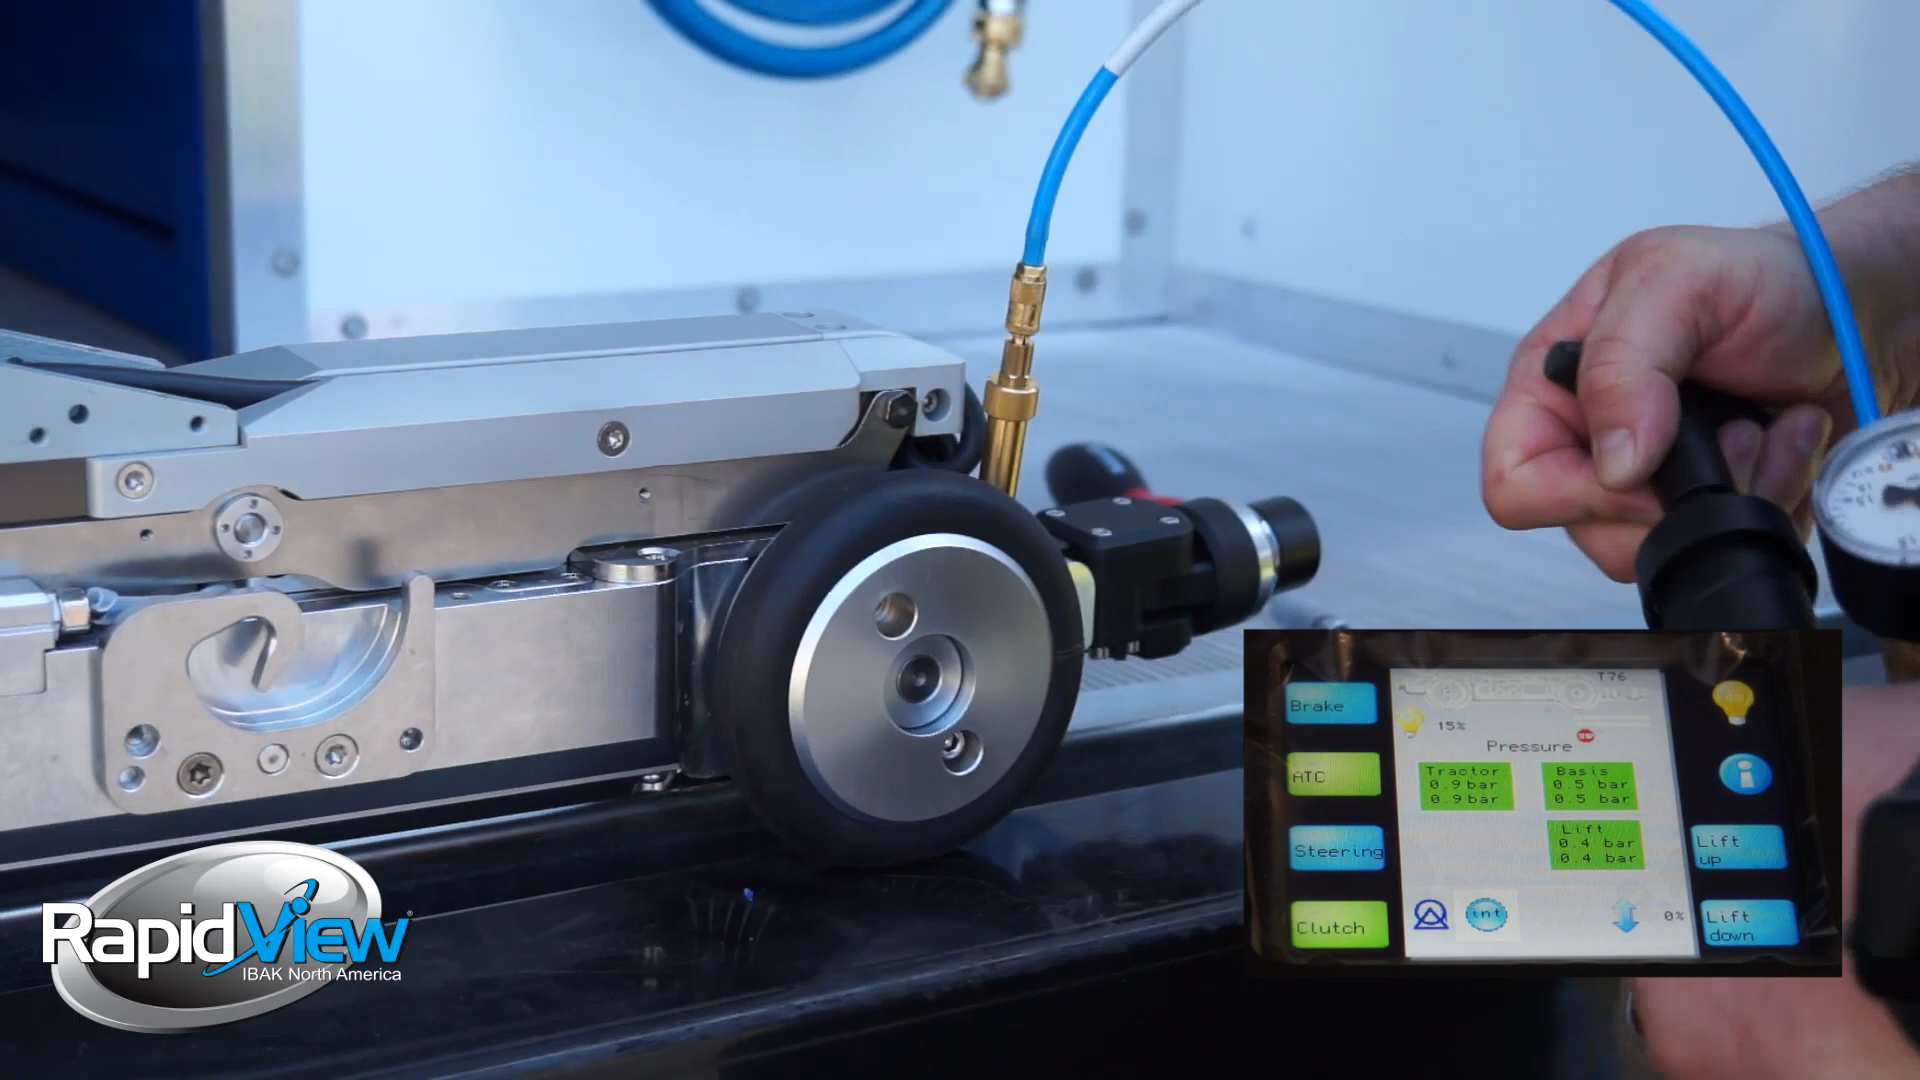 RapidView®
IBAK North America
Brake
ATC
Steering
Clutch
T76
15%
Pressure
Tractor
0.9 bar
0.9 bar
Basis
0.5 bar
0.5 bar
Lift
0.4 bar
0.4 bar
int
0%
i
Lift
up
Lift
down